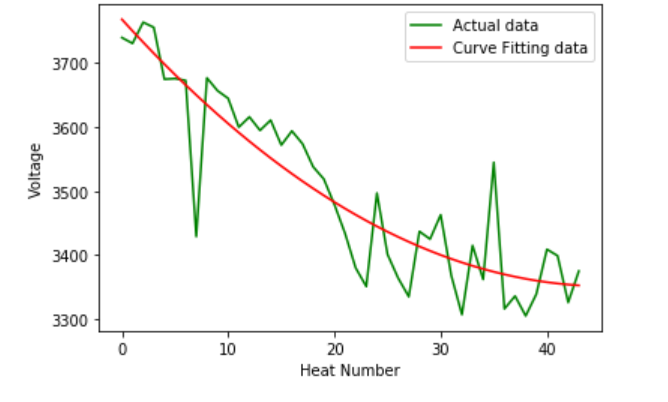 Actual data
Curve Fitting data
3700
3600
3500
3400
3300
Voltage
0 10 20 30 40
Heat Number